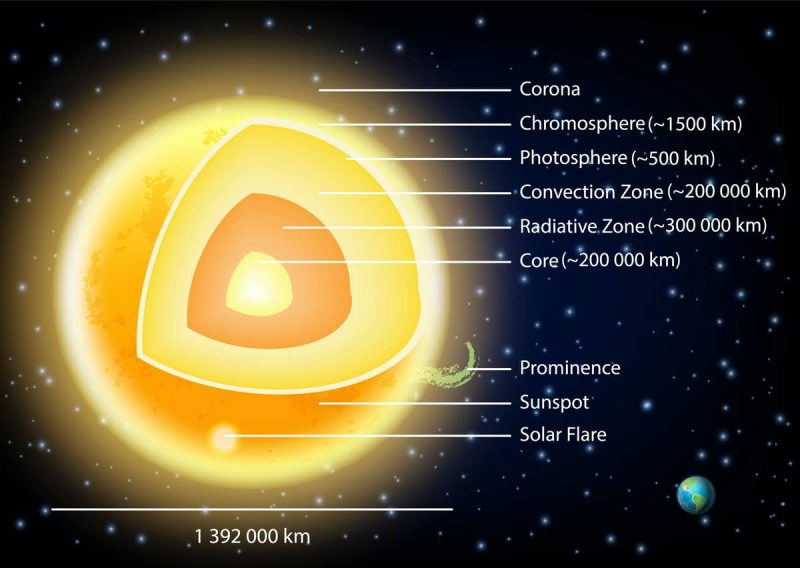 Corona
Chromosphere (~1500 km)
Photosphere (~500 km)
Convection Zone (~200 000 km)
Radiative Zone (~300 000 km)
Core (~200 000 km)
Prominence
Sunspot
Solar Flare
1 392 000 km